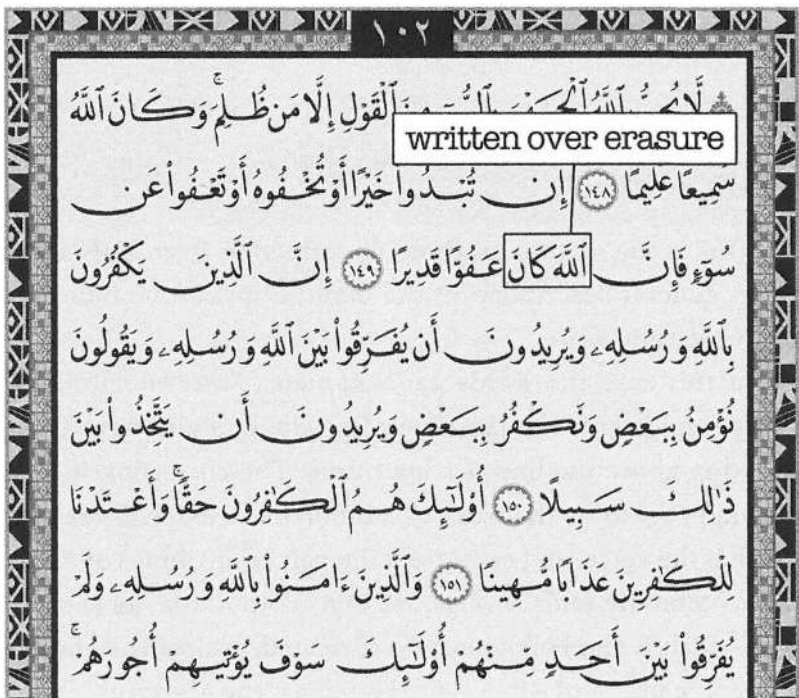 ١٠٢
لَّا يُحِبُّ ٱللَّهُ ٱلْقَوْلِ إِلَّا مَن ظُلِمَ ۚ وَكَانَ ٱللَّهُ
written over erasure
سَمِيعًا عَلِيمًا ١٤٨ إِن تُبْدُوا۟ خَيْرًا أَوْ تُخْفُوهُ أَوْ تَعْفُوا۟ عَن
سُوٓءٍ فَإِنَّ ٱللَّهَ كَانَ عَفُوًّا قَدِيرًا ١٤٩ إِنَّ ٱلَّذِينَ يَكْفُرُونَ
بِٱللَّهِ وَرُسُلِهِۦ وَيُرِيدُونَ أَن يُفَرِّقُوا۟ بَيْنَ ٱللَّهِ وَرُسُلِهِۦ وَيَقُولُونَ
نُؤْمِنُ بِبَعْضٍ وَنَكْفُرُ بِبَعْضٍ وَيُرِيدُونَ أَن يَتَّخِذُوا۟ بَيْنَ
ذَٰلِكَ سَبِيلًا ١٥٠ أُو۟لَٰٓئِكَ هُمُ ٱلْكَٰفِرُونَ حَقًّا ۚ وَأَعْتَدْنَا
لِلْكَٰفِرِينَ عَذَابًا مُّهِينًا ١٥١ وَٱلَّذِينَ ءَامَنُوا۟ بِٱللَّهِ وَرُسُلِهِۦ وَلَمْ
يُفَرِّقُوا۟ بَيْنَ أَحَدٍ مِّنْهُمْ أُو۟لَٰٓئِكَ سَوْفَ يُؤْتِيهِمْ أُجُورَهُمْ ۚ